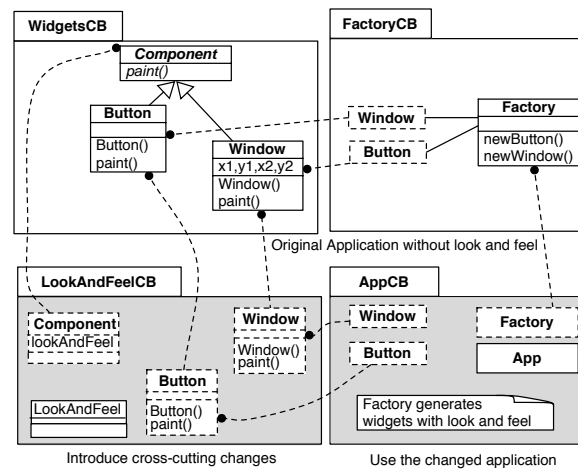 WidgetsCB
Component
paint()
Button
Button()
paint()
Window
x1,y1,x2,y2
Window()
paint()
FactoryCB
Window
Button
Factory
newButton()
newWindow()
Original Application without look and feel
LookAndFeelCB
Component
lookAndFeel
Window
Window()
paint()
Button
Button()
paint()
LookAndFeel
Introduce cross-cutting changes
AppCB
Window
Button
Factory
App
Factory generates
widgets with look and feel
Use the changed application